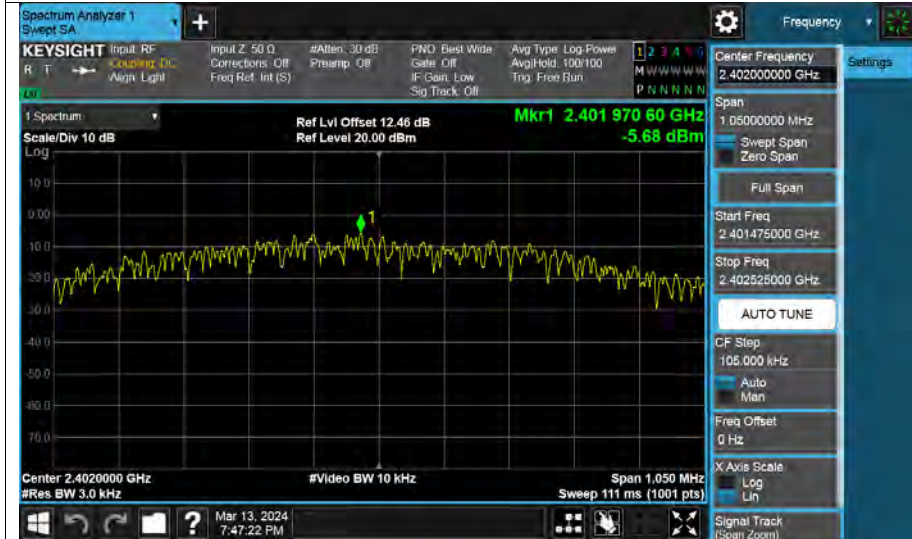 Spectrum Analyzer 1
Swept SA
+
Frequency
KEYSIGHT
R T
Input: RF
Coupling: DC
Align: Light
Input Z: 50 Ω
Corrections: Off
Freq Ref: Int (S)
#Atten: 30 dB
Preamp: Off
PNO: Best Wide
Gate: Off
IF Gain: Low
Sig Track: Off
Avg Type: Log-Power
Avg|Hold: 100/100
Trig: Free Run
1 2 3 4 5 6
M W W W W W
P N N N N N
1 Spectrum
Scale/Div 10 dB
Log
Ref Lvl Offset 12.46 dB
Ref Level 20.00 dBm
Mkr1 2.401 970 60 GHz
-5.68 dBm
10.0
0.00
10.0
20.0
30.0
40.0
50.0
60.0
70.0
1
Center 2.4020000 GHz
#Res BW 3.0 kHz
#Video BW 10 kHz
Span 1.050 MHz
Sweep 111 ms (1001 pts)
?
Mar 13, 2024
7:47:22 PM
Center Frequency
2.402000000 GHz
Settings
Span
1.05000000 MHz
Swept Span
Zero Span
Full Span
Start Freq
2.401475000 GHz
Stop Freq
2.402525000 GHz
AUTO TUNE
CF Step
105.000 kHz
Auto
Man
Freq Offset
0 Hz
X Axis Scale
Log
Lin
Signal Track
(Span Zoom)